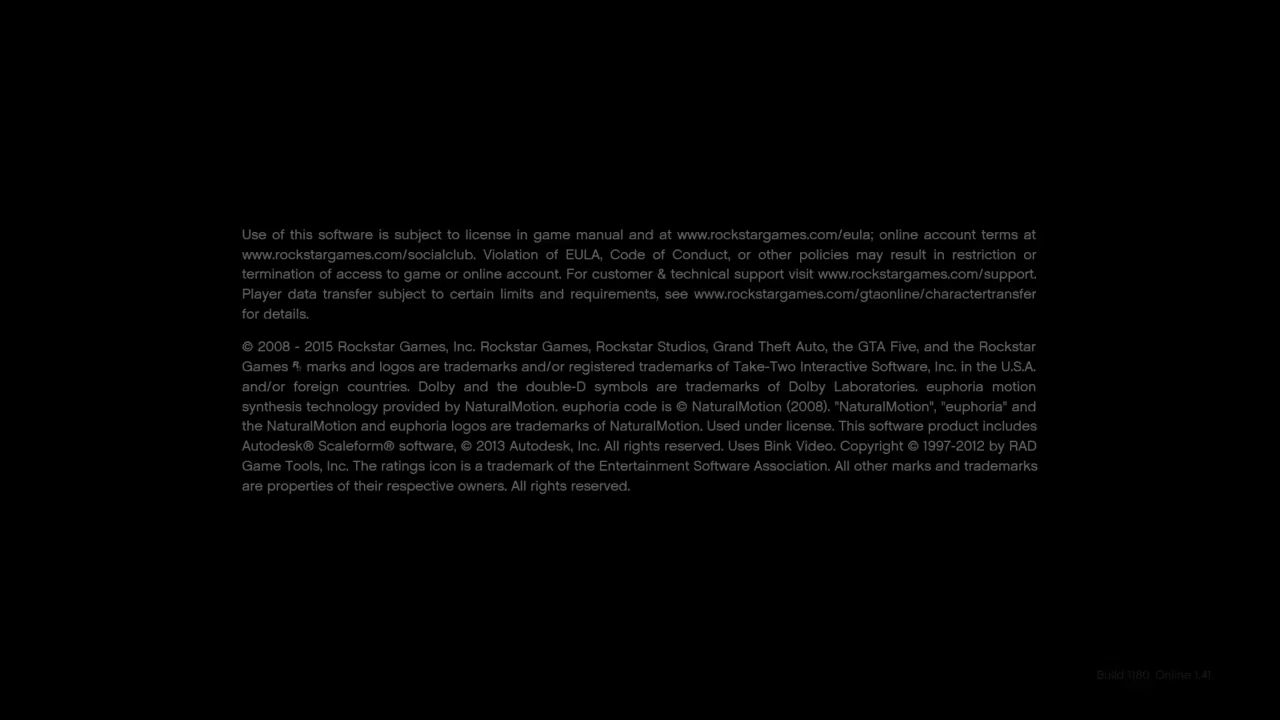 Use of this software is subject to license in game manual and at www.rockstargames.com/eula; online account terms at
www.rockstargames.com/socialclub. Violation of EULA, Code of Conduct, or other policies may result in restriction or
termination of access to game or online account. For customer & technical support visit www.rockstargames.com/support.
Player data transfer subject to certain limits and requirements, see www.rockstargames.com/gtaonline/charactertransfer
for details.
© 2008 - 2015 Rockstar Games, Inc. Rockstar Games, Rockstar Studios, Grand Theft Auto, the GTA Five, and the Rockstar
Games R* marks and logos are trademarks and/or registered trademarks of Take-Two Interactive Software, Inc. in the U.S.A.
and/or foreign countries. Dolby and the double-D symbols are trademarks of Dolby Laboratories. euphoria motion
synthesis technology provided by NaturalMotion. euphoria code is © NaturalMotion (2008). "NaturalMotion", "euphoria" and
the NaturalMotion and euphoria logos are trademarks of NaturalMotion. Used under license. This software product includes
Autodesk® Scaleform® software, © 2013 Autodesk, Inc. All rights reserved. Uses Bink Video. Copyright © 1997-2012 by RAD
Game Tools, Inc. The ratings icon is a trademark of the Entertainment Software Association. All other marks and trademarks
are properties of their respective owners. All rights reserved.
Build 1180, Online 1.41